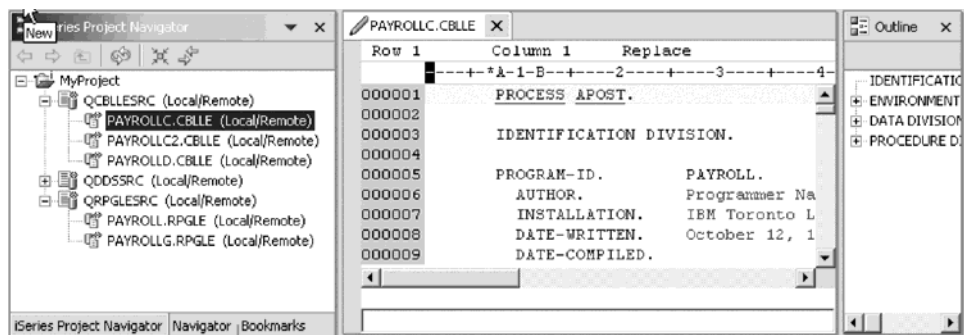 New
iSeries Project Navigator
MyProject
QCBLLESRC (Local/Remote)
PAYROLLC.CBLLE (Local/Remote)
PAYROLLC2.CBLLE (Local/Remote)
PAYROLLD.CBLLE (Local/Remote)
QDDSSRC (Local/Remote)
QRPGLESRC (Local/Remote)
PAYROLL.RPGLE (Local/Remote)
PAYROLLG.RPGLE (Local/Remote)
iSeries Project Navigator Navigator Bookmarks
PAYROLLC.CBLLE
Row 1 Column 1 Replace
----+-*A-1-B--+----2----+----3----+----4-
000001 PROCESS APOST.
000002
000003 IDENTIFICATION DIVISION.
000004
000005 PROGRAM-ID. PAYROLL.
000006 AUTHOR. Programmer Na
000007 INSTALLATION. IBM Toronto L
000008 DATE-WRITTEN. October 12, 1
000009 DATE-COMPILED.
Outline
IDENTIFICATIO
ENVIRONMENT
DATA DIVISION
PROCEDURE DI